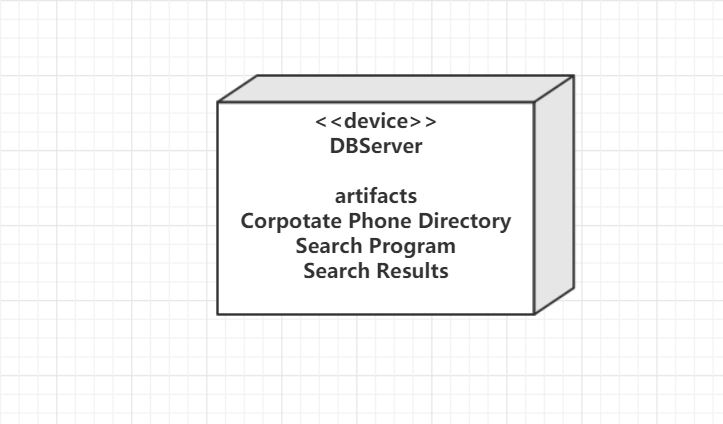 <<device>>
DBServer
artifacts
Corpotate Phone Directory
Search Program
Search Results